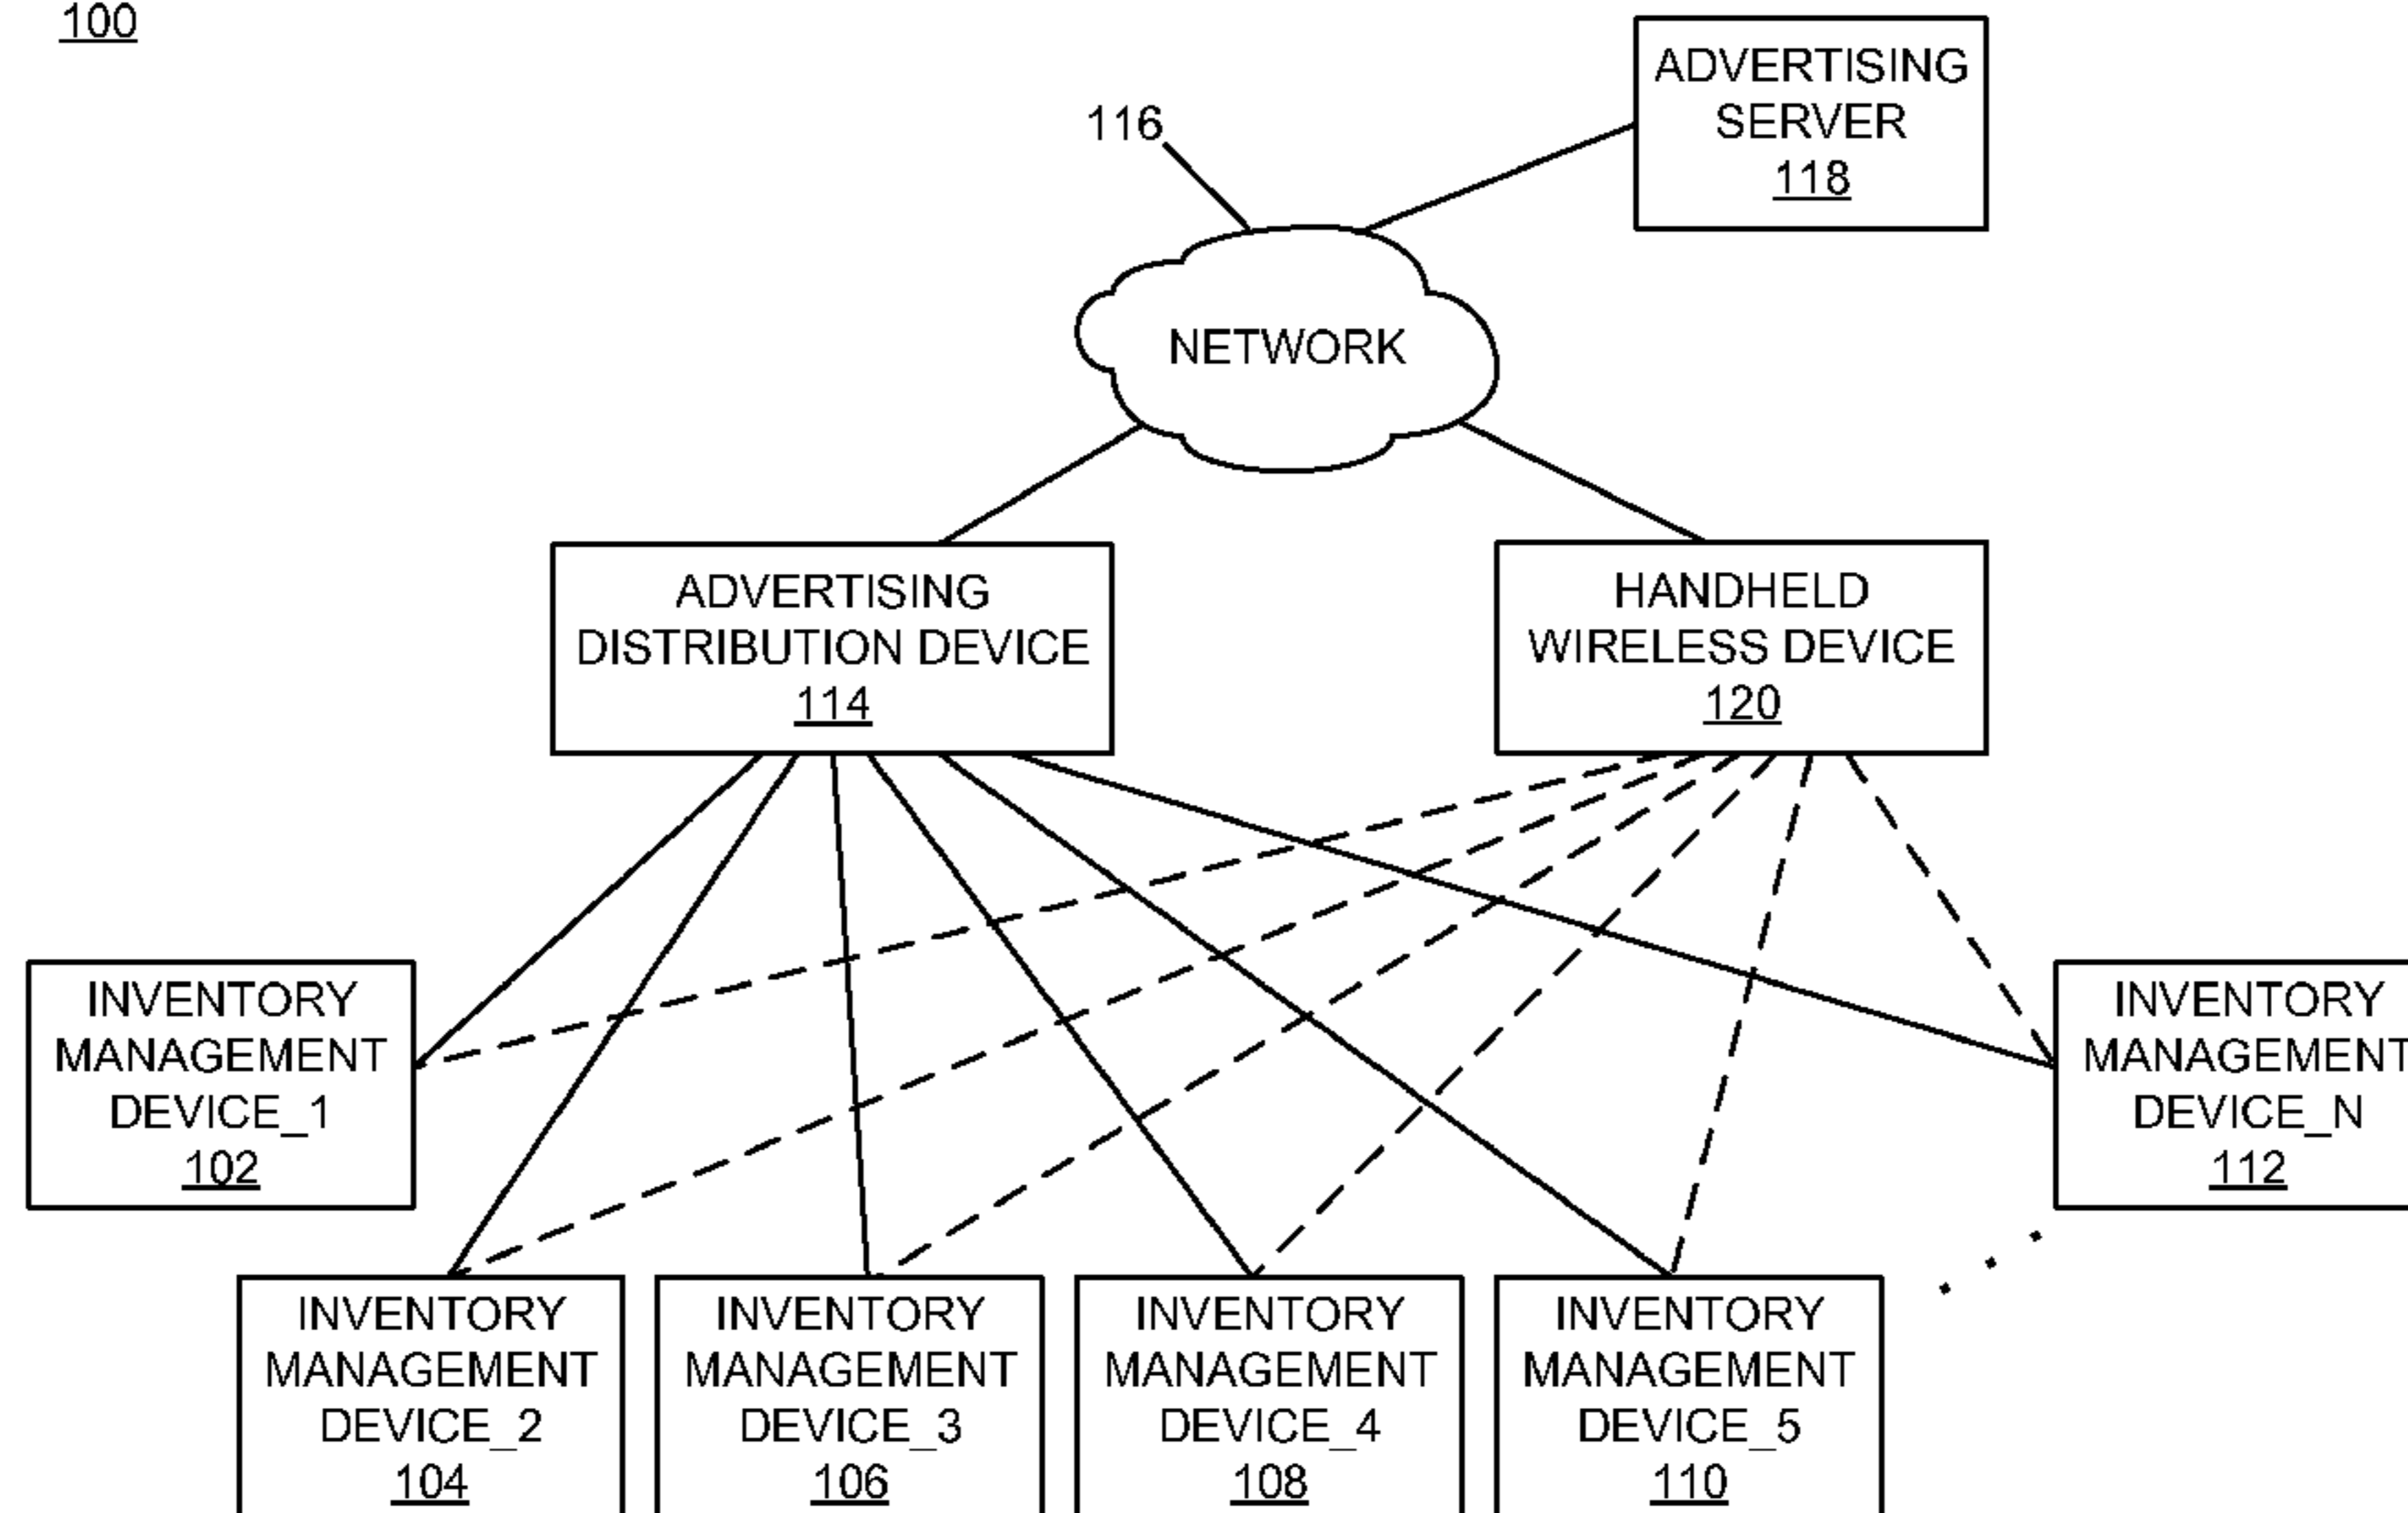 100
ADVERTISING
SERVER
118
116
NETWORK
ADVERTISING
DISTRIBUTION DEVICE
114
HANDHELD
WIRELESS DEVICE
120
INVENTORY
MANAGEMENT
DEVICE_1
102
INVENTORY
MANAGEMENT
DEVICE_N
112
INVENTORY
MANAGEMENT
DEVICE_2
104
INVENTORY
MANAGEMENT
DEVICE_3
106
INVENTORY
MANAGEMENT
DEVICE_4
108
INVENTORY
MANAGEMENT
DEVICE_5
110